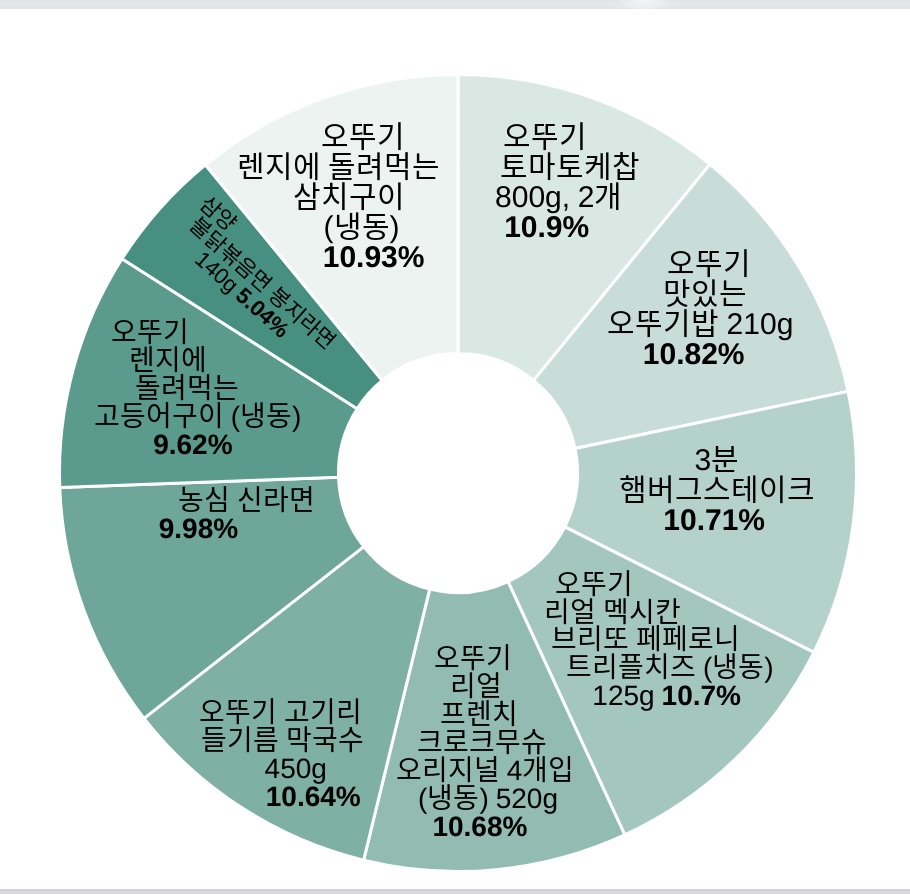 오뚜기
렌지에 돌려먹는
삼치구이
(냉동)
10.93%
오뚜기
토마토케찹
800g, 2개
10.9%
오뚜기
맛있는
오뚜기밥 210g
10.82%
3분
햄버그스테이크
10.71%
오뚜기
리얼 멕시칸
브리또 페페로니
트리플치즈 (냉동)
125g 10.7%
오뚜기
리얼
프렌치
크로크무슈
오리지널 4개입
(냉동) 520g
10.68%
오뚜기 고기리
들기름 막국수
450g
10.64%
농심 신라면
9.98%
오뚜기
렌지에
돌려먹는
고등어구이 (냉동)
9.62%
삼양
불닭볶음면 봉지라면
140g 5.04%